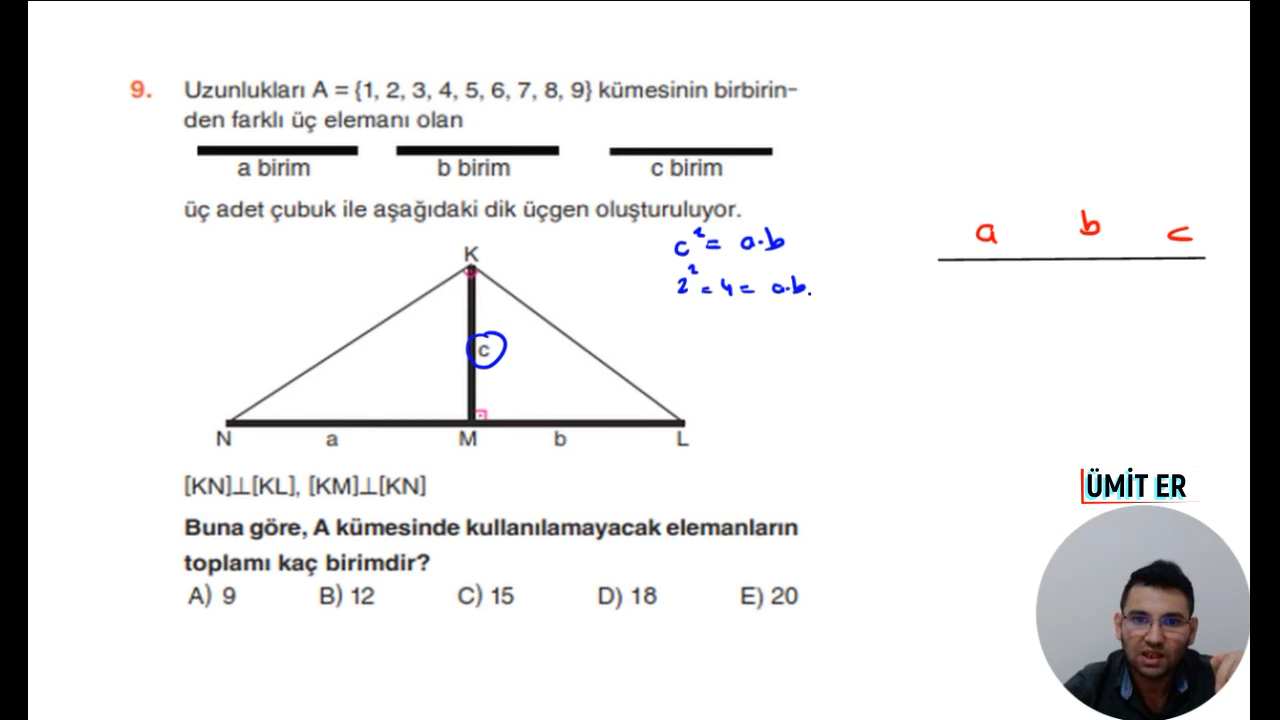 9. Uzunlukları A = {1, 2, 3, 4, 5, 6, 7, 8, 9} kümesinin birbirin-
den farklı üç elemanı olan
a birim b birim c birim
üç adet çubuk ile aşağıdaki dik üçgen oluşturuluyor.
c² = a.b
2² = 4 = a.b.
a b c
K
c
N a M b L
[KN]⊥[KL], [KM]⊥[KN]
Buna göre, A kümesinde kullanılamayacak elemanların
toplamı kaç birimdir?
A) 9 B) 12 C) 15 D) 18 E) 20
ÜMİT ER